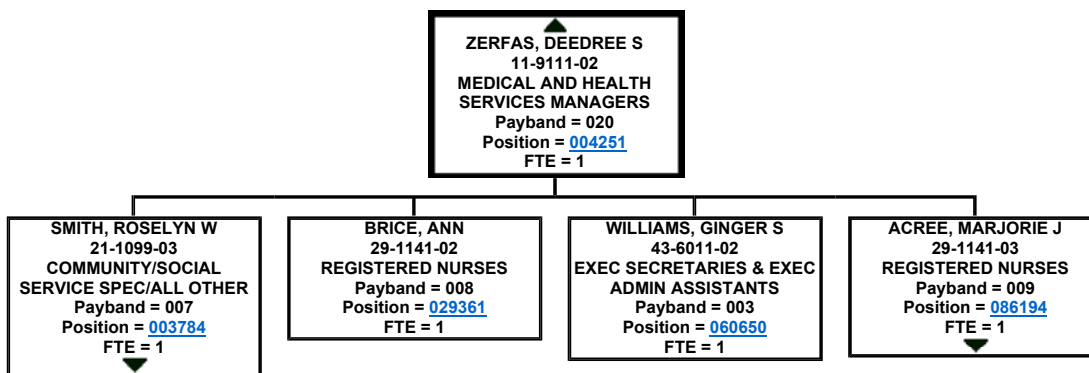 ZERFAS, DEEDREE S
11-9111-02
MEDICAL AND HEALTH
SERVICES MANAGERS
Payband = 020
Position = 004251
FTE = 1
SMITH, ROSELYN W
21-1099-03
COMMUNITY/SOCIAL
SERVICE SPEC/ALL OTHER
Payband = 007
Position = 003784
FTE = 1
BRICE, ANN
29-1141-02
REGISTERED NURSES
Payband = 008
Position = 029361
FTE = 1
WILLIAMS, GINGER S
43-6011-02
EXEC SECRETARIES & EXEC
ADMIN ASSISTANTS
Payband = 003
Position = 060650
FTE = 1
ACREE, MARJORIE J
29-1141-03
REGISTERED NURSES
Payband = 009
Position = 086194
FTE = 1